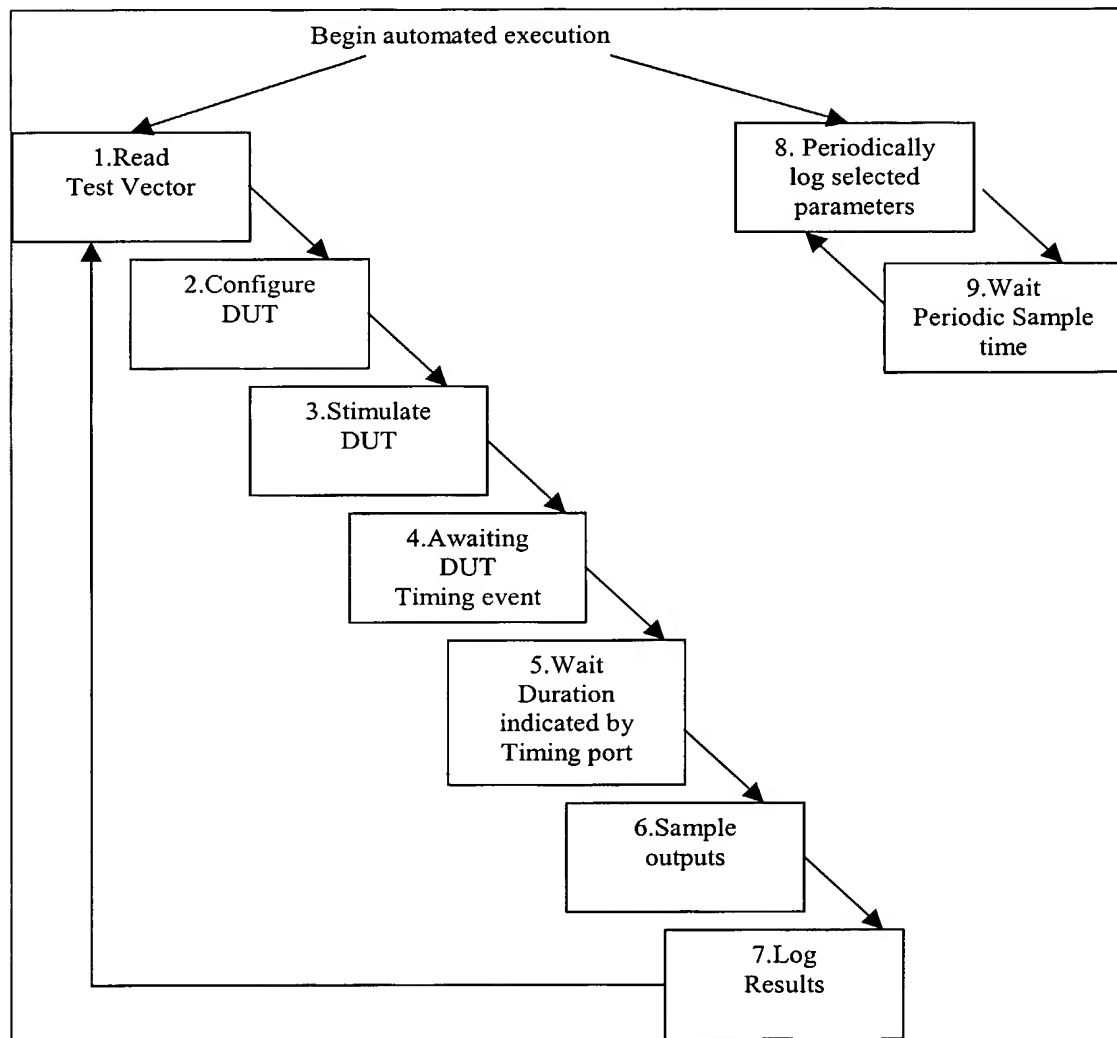 Begin automated execution
1.Read
Test Vector
8. Periodically
log selected
parameters
2.Configure
DUT
9.Wait
Periodic Sample
time
3.Stimulate
DUT
4.Awaiting
DUT
Timing event
5.Wait
Duration
indicated by
Timing port
6.Sample
outputs
7.Log
Results